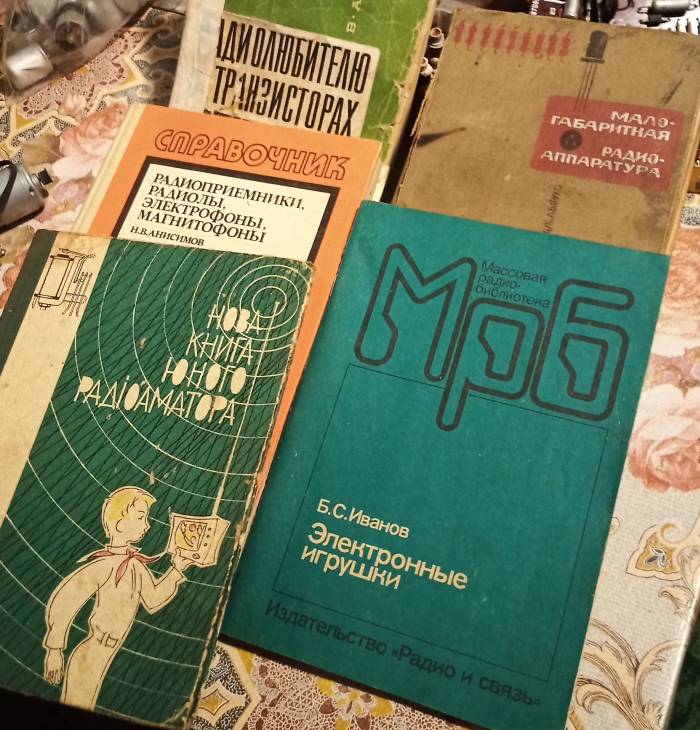 АДИОЛЮБИТЕЛЮ
ТРАНЗИСТОРАХ
МАЛО-
ГАБАРИТНАЯ
РАДИО-
АППАРАТУРА
СПРАВОЧНИК
РАДИОПРИЕМНИКИ,
РАДИОЛЫ,
ЭЛЕКТРОФОНЫ,
МАГНИТОФОНЫ
Н.В.АНИСИМОВ
НОВА
КНИГА
ЮНОГО
РАДІОАМАТОРА
Массовая
радио-
библиотека
МРБ
Б.С.Иванов
Электронные
игрушки
Издательство «Радио и связь»